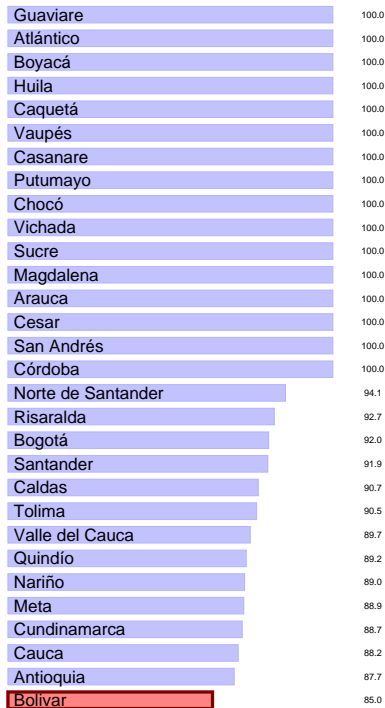 Guaviare 100.0
Atlántico 100.0
Boyacá 100.0
Huila 100.0
Caquetá 100.0
Vaupés 100.0
Casanare 100.0
Putumayo 100.0
Chocó 100.0
Vichada 100.0
Sucre 100.0
Magdalena 100.0
Arauca 100.0
Cesar 100.0
San Andrés 100.0
Córdoba 100.0
Norte de Santander 94.1
Risaralda 92.7
Bogotá 92.0
Santander 91.9
Caldas 90.7
Tolima 90.5
Valle del Cauca 89.7
Quindío 89.2
Nariño 89.0
Meta 88.9
Cundinamarca 88.7
Cauca 88.2
Antioquia 87.7
Bolivar 85.0